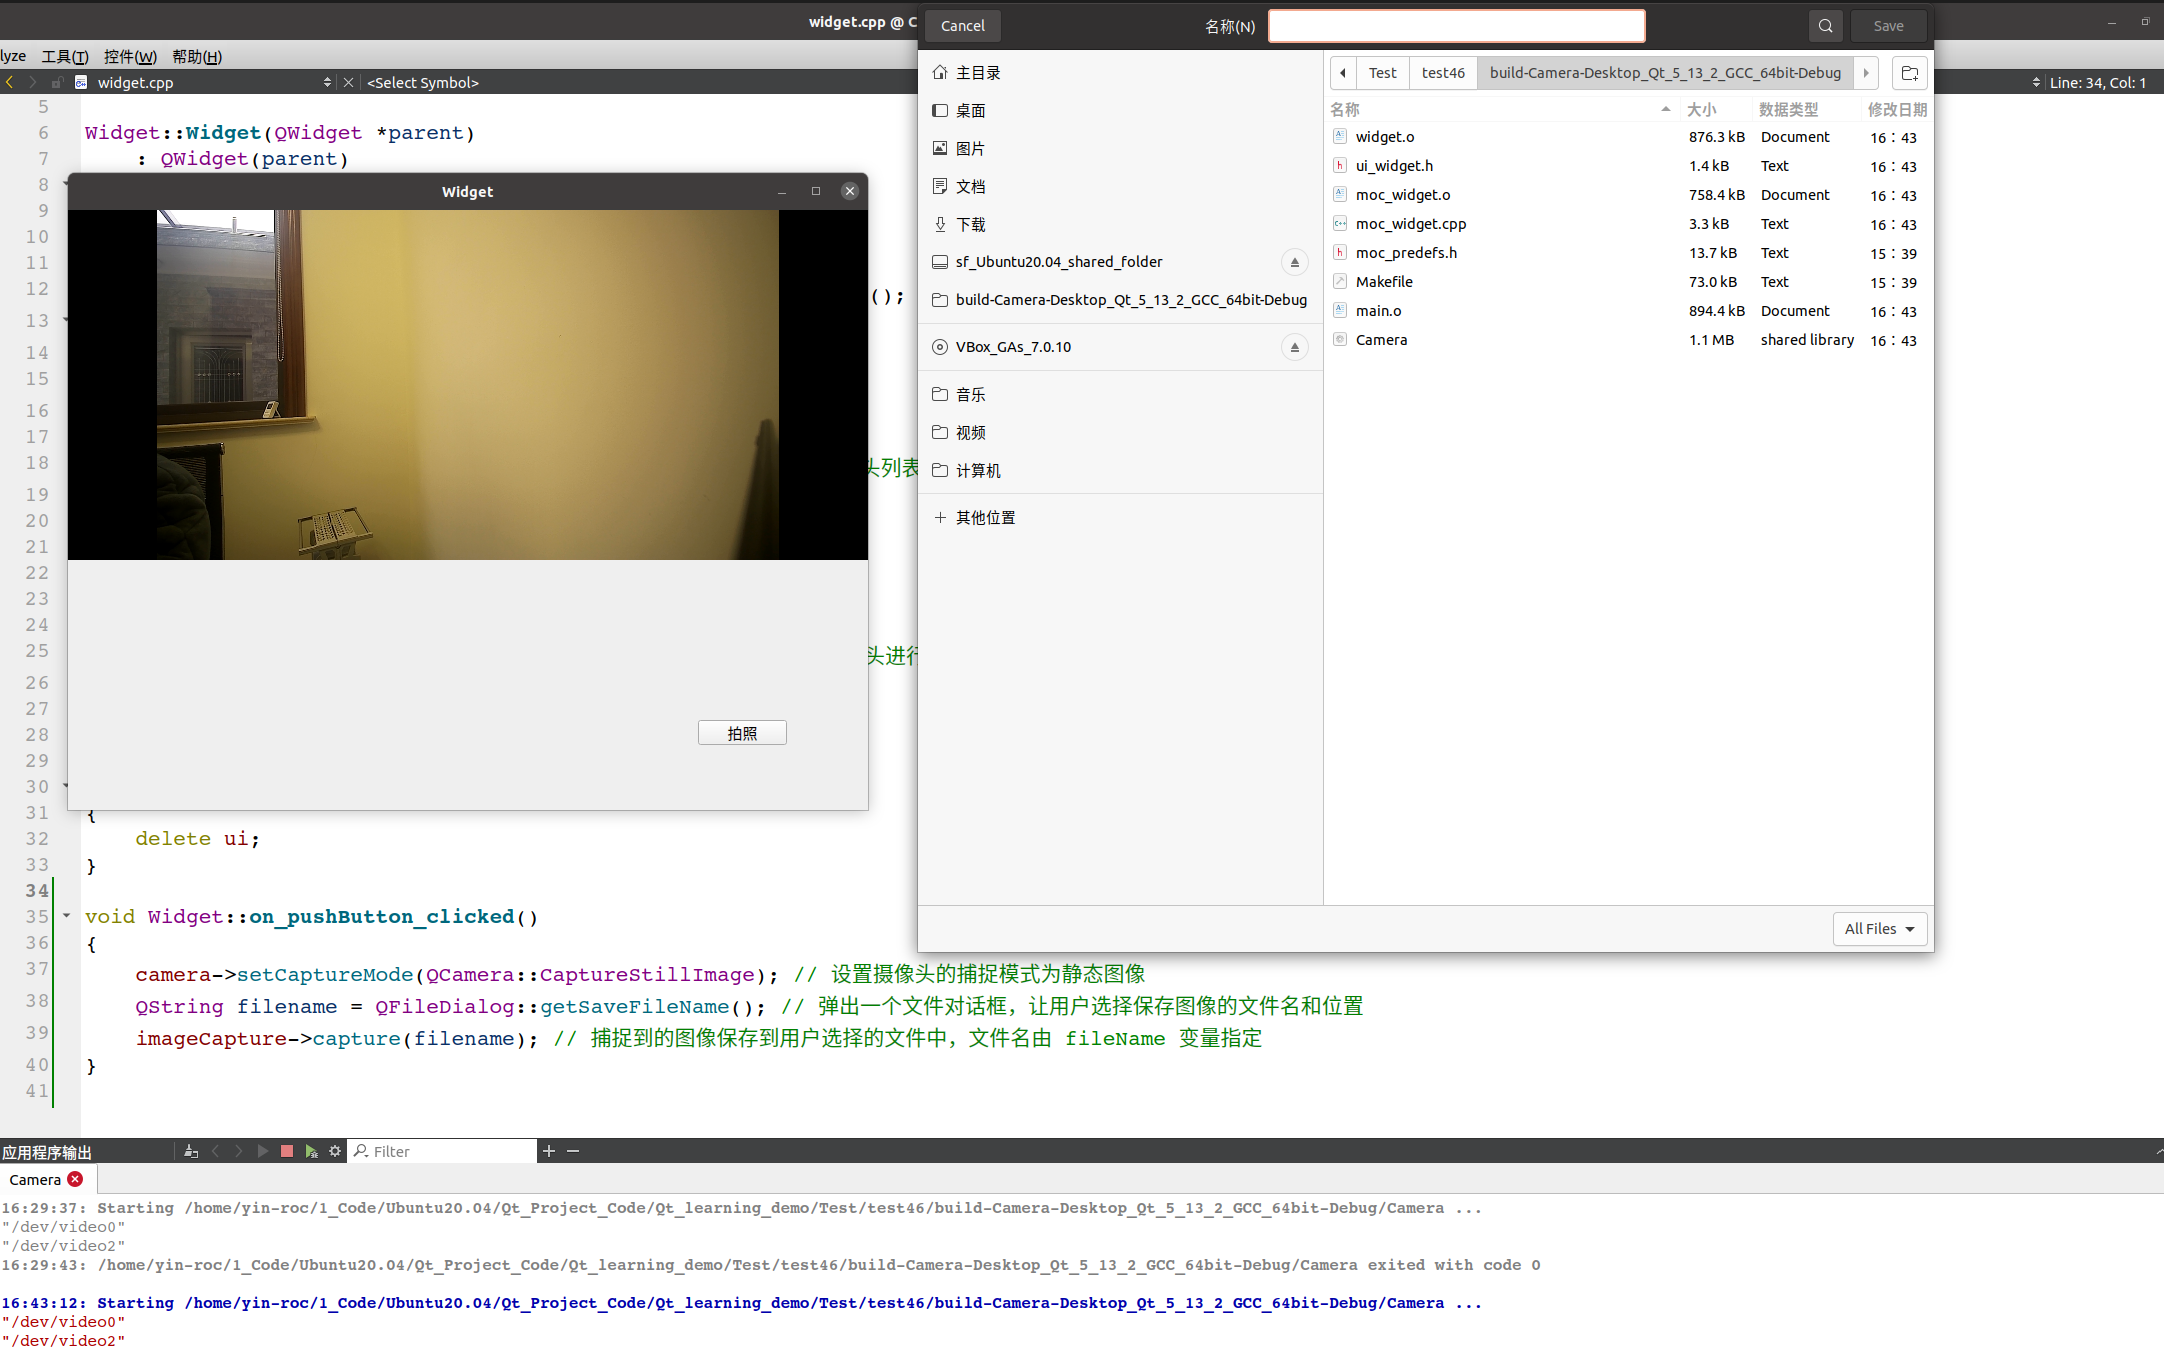 widget.cpp @ C
lyze 工具(T) 控件(W) 帮助(H)
widget.cpp <Select Symbol> Line: 34, Col: 1
5
6 Widget::Widget(QWidget *parent)
7 : QWidget(parent)
8
9
10
11
12 ();
13
14
15
16
17
18 头列表
19
20
21
22
23
24
25 头进行
26
27
28
29
30
31 {
32 delete ui;
33 }
34
35 void Widget::on_pushButton_clicked()
36 {
37 camera->setCaptureMode(QCamera::CaptureStillImage); // 设置摄像头的捕捉模式为静态图像
38 QString filename = QFileDialog::getSaveFileName(); // 弹出一个文件对话框，让用户选择保存图像的文件名和位置
39 imageCapture->capture(filename); // 捕捉到的图像保存到用户选择的文件中，文件名由 fileName 变量指定
40 }
41
Widget
拍照
Cancel 名称(N) Save
主目录
桌面
图片
文档
下载
sf_Ubuntu20.04_shared_folder
build-Camera-Desktop_Qt_5_13_2_GCC_64bit-Debug
VBox_GAs_7.0.10
音乐
视频
计算机
其他位置
Test test46 build-Camera-Desktop_Qt_5_13_2_GCC_64bit-Debug
名称 大小 数据类型 修改日期
widget.o 876.3 kB Document 16：43
ui_widget.h 1.4 kB Text 16：43
moc_widget.o 758.4 kB Document 16：43
moc_widget.cpp 3.3 kB Text 16：43
moc_predefs.h 13.7 kB Text 15：39
Makefile 73.0 kB Text 15：39
main.o 894.4 kB Document 16：43
Camera 1.1 MB shared library 16：43
All Files
应用程序输出 Filter
Camera
16:29:37: Starting /home/yin-roc/1_Code/Ubuntu20.04/Qt_Project_Code/Qt_learning_demo/Test/test46/build-Camera-Desktop_Qt_5_13_2_GCC_64bit-Debug/Camera ...
"/dev/video0"
"/dev/video2"
16:29:43: /home/yin-roc/1_Code/Ubuntu20.04/Qt_Project_Code/Qt_learning_demo/Test/test46/build-Camera-Desktop_Qt_5_13_2_GCC_64bit-Debug/Camera exited with code 0
16:43:12: Starting /home/yin-roc/1_Code/Ubuntu20.04/Qt_Project_Code/Qt_learning_demo/Test/test46/build-Camera-Desktop_Qt_5_13_2_GCC_64bit-Debug/Camera ...
"/dev/video0"
"/dev/video2"